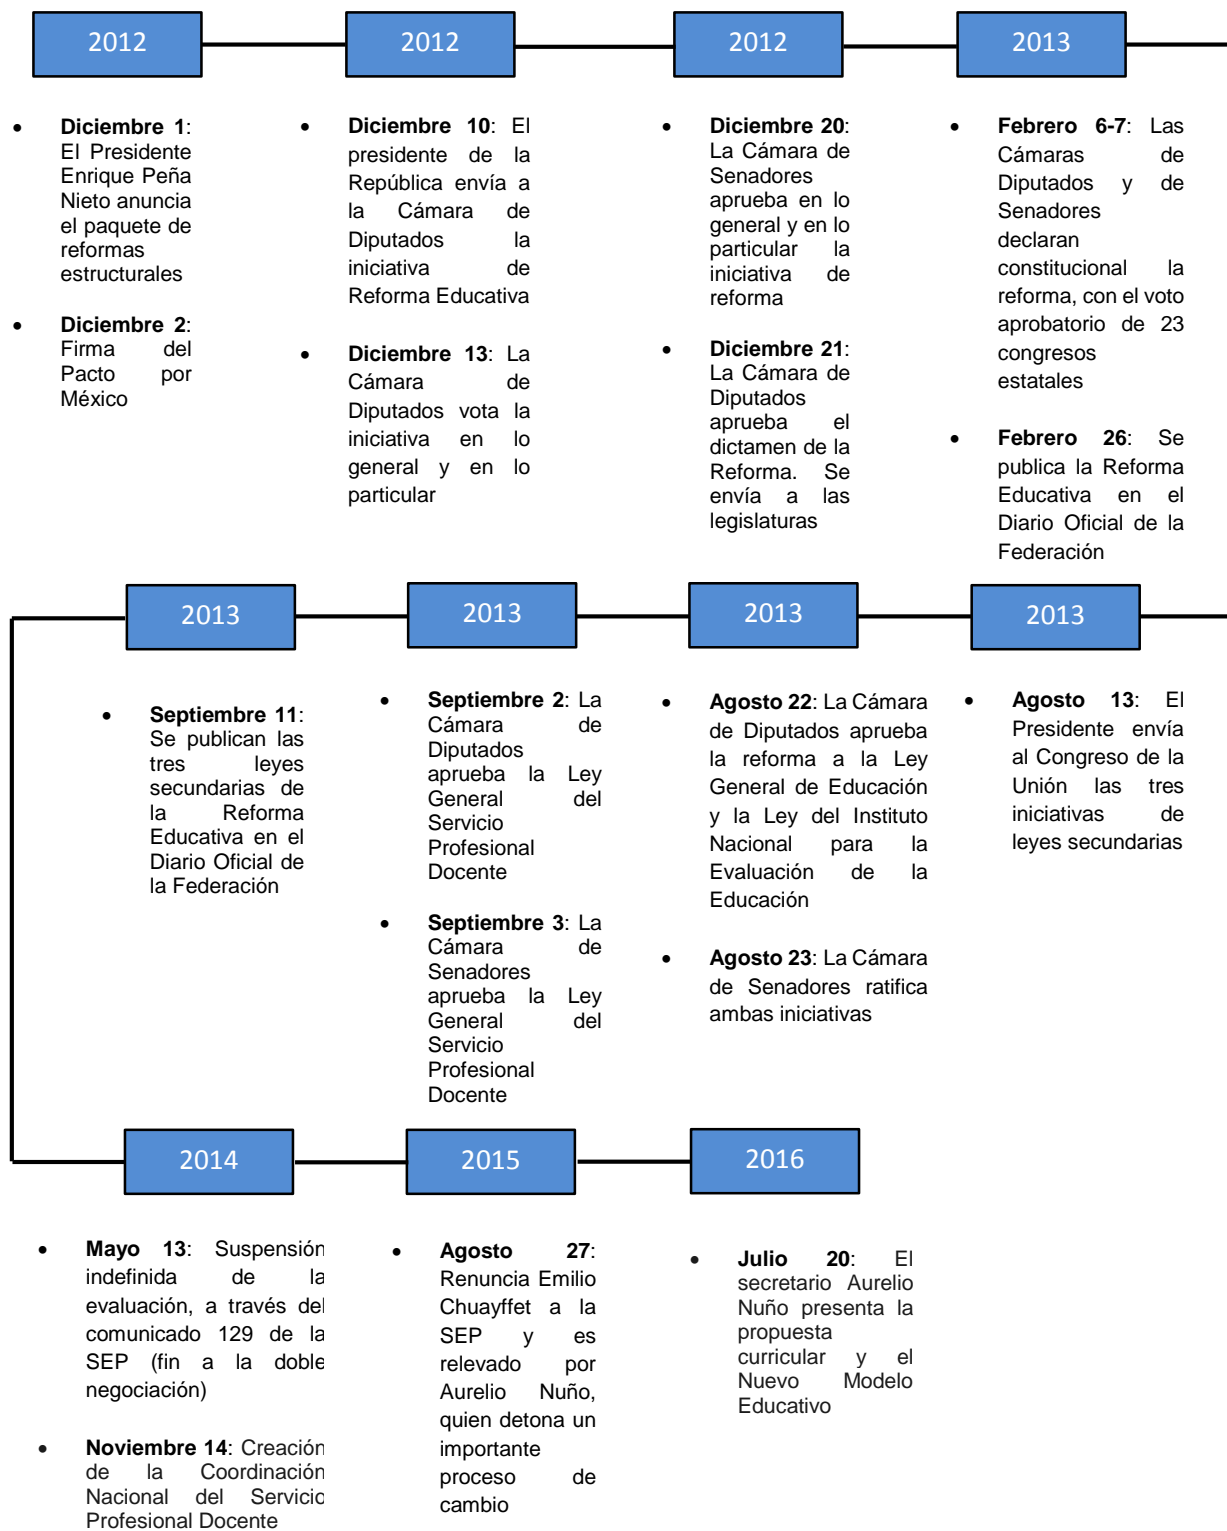 2012
2012
2012
2013
• Diciembre 1:
El Presidente
Enrique Peña
Nieto anuncia
el paquete de
reformas
estructurales
• Diciembre 2:
Firma del
Pacto por
México
• Diciembre 10: El
presidente de la
República envía a
la Cámara de
Diputados la
iniciativa de
Reforma Educativa
• Diciembre 13: La
Cámara de
Diputados vota la
iniciativa en lo
general y en lo
particular
• Diciembre 20:
La Cámara de
Senadores
aprueba en lo
general y en lo
particular la
iniciativa de
reforma
• Diciembre 21:
La Cámara de
Diputados
aprueba el
dictamen de la
Reforma. Se
envía a las
legislaturas
• Febrero 6-7: Las
Cámaras de
Diputados y de
Senadores
declaran
constitucional la
reforma, con el voto
aprobatorio de 23
congresos
estatales
• Febrero 26: Se
publica la Reforma
Educativa en el
Diario Oficial de la
Federación
2013
2013
2013
2013
• Septiembre 11:
Se publican las
tres leyes
secundarias de
la Reforma
Educativa en el
Diario Oficial de
la Federación
• Septiembre 2: La
Cámara de
Diputados
aprueba la Ley
General del
Servicio
Profesional
Docente
• Septiembre 3: La
Cámara de
Senadores
aprueba la Ley
General del
Servicio
Profesional
Docente
• Agosto 22: La Cámara
de Diputados aprueba
la reforma a la Ley
General de Educación
y la Ley del Instituto
Nacional para la
Evaluación de la
Educación
• Agosto 23: La Cámara
de Senadores ratifica
ambas iniciativas
• Agosto 13: El
Presidente envía
al Congreso de la
Unión las tres
iniciativas de
leyes secundarias
2014
2015
2016
• Mayo 13: Suspensión
indefinida de la
evaluación, a través del
comunicado 129 de la
SEP (fin a la doble
negociación)
• Noviembre 14: Creación
de la Coordinación
Nacional del Servicio
Profesional Docente
• Agosto 27:
Renuncia Emilio
Chuayffet a la
SEP y es
relevado por
Aurelio Nuño,
quien detona un
importante
proceso de
cambio
• Julio 20: El
secretario Aurelio
Nuño presenta la
propuesta
curricular y el
Nuevo Modelo
Educativo